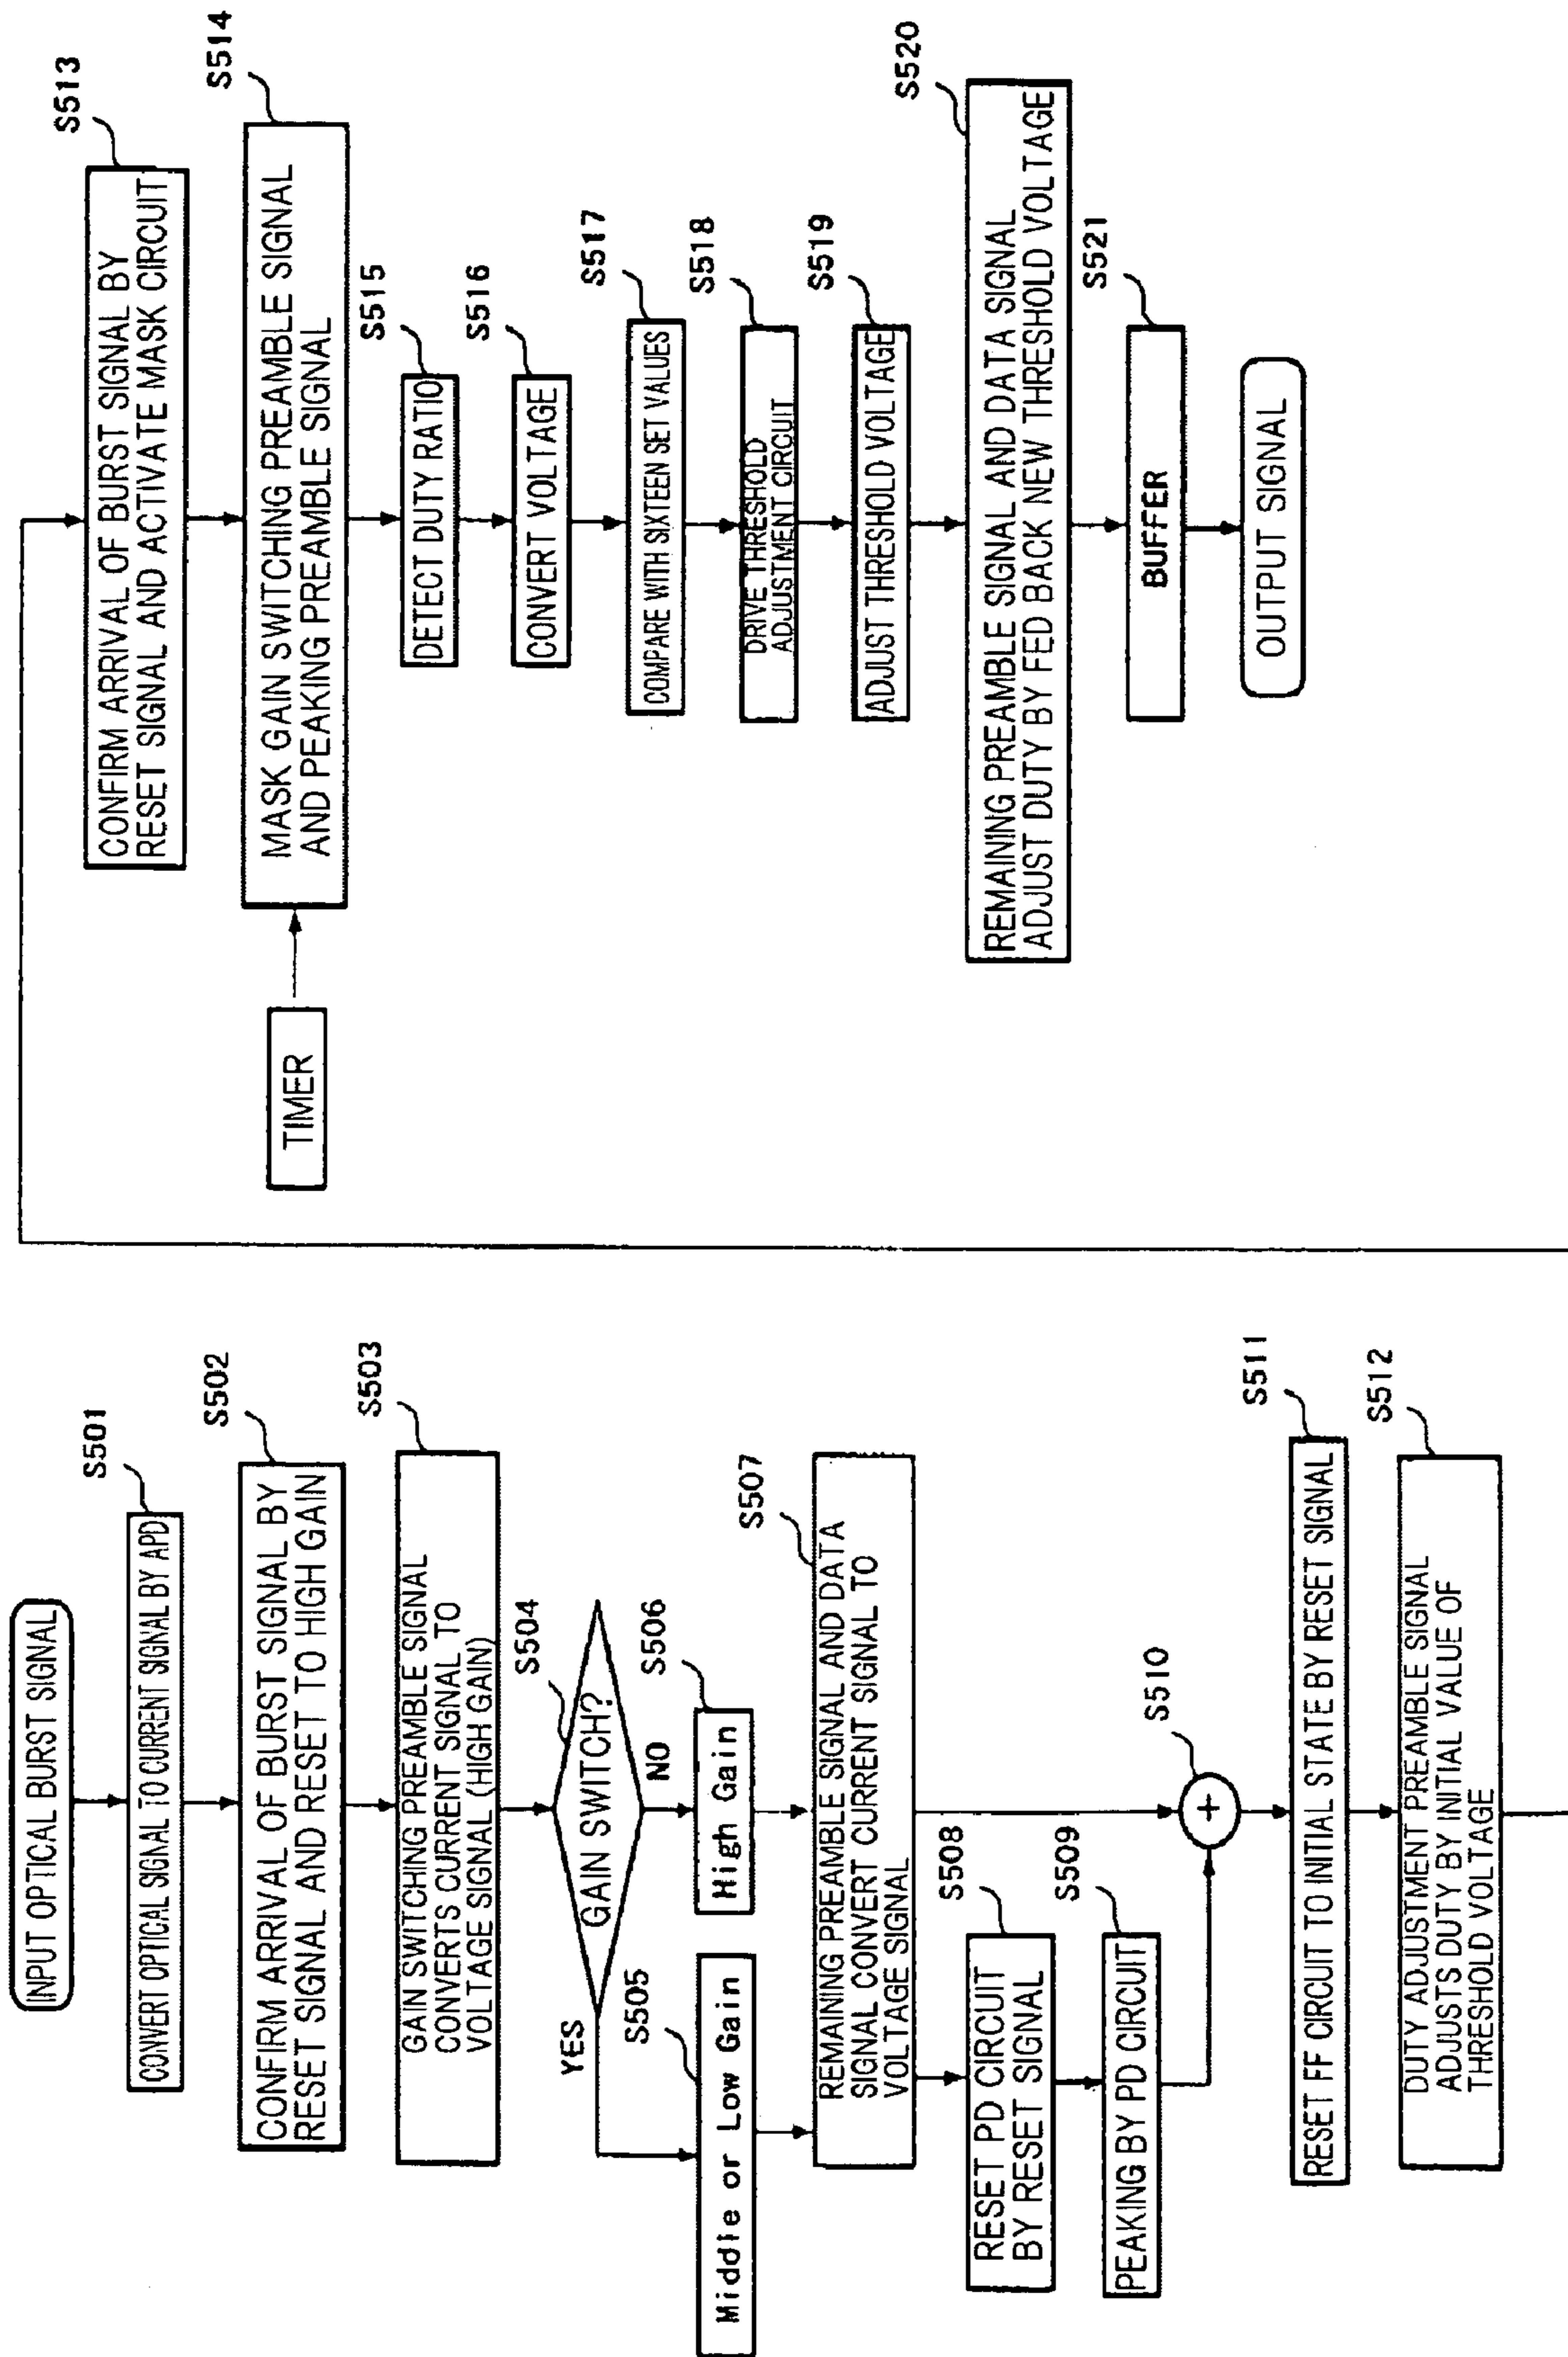 INPUT OPTICAL BURST SIGNAL
S501
CONVERT OPTICAL SIGNAL TO CURRENT SIGNAL BY APD
S502
CONFIRM ARRIVAL OF BURST SIGNAL BY
RESET SIGNAL AND RESET TO HIGH GAIN
S503
GAIN SWITCHING PREAMBLE SIGNAL
CONVERTS CURRENT SIGNAL TO
VOLTAGE SIGNAL (HIGH GAIN)
S504
GAIN SWITCH?
YES
NO
S505
Middle or Low Gain
S506
High Gain
S507
REMAINING PREAMBLE SIGNAL AND DATA
SIGNAL CONVERT CURRENT SIGNAL TO
VOLTAGE SIGNAL
S508
RESET PD CIRCUIT
BY RESET SIGNAL
S509
PEAKING BY PD CIRCUIT
S510
+
S511
RESET FF CIRCUIT TO INITIAL STATE BY RESET SIGNAL
S512
DUTY ADJUSTMENT PREAMBLE SIGNAL
ADJUSTS DUTY BY INITIAL VALUE OF
THRESHOLD VOLTAGE
S513
CONFIRM ARRIVAL OF BURST SIGNAL BY
RESET SIGNAL AND ACTIVATE MASK CIRCUIT
S514
TIMER
MASK GAIN SWITCHING PREAMBLE SIGNAL
AND PEAKING PREAMBLE SIGNAL
S515
DETECT DUTY RATIO
S516
CONVERT VOLTAGE
S517
COMPARE WITH SIXTEEN SET VALUES
S518
DRIVE THRESHOLD
ADJUSTMENT CIRCUIT
S519
ADJUST THRESHOLD VOLTAGE
S520
REMAINING PREAMBLE SIGNAL AND DATA SIGNAL
ADJUST DUTY BY FED BACK NEW THRESHOLD VOLTAGE
S521
BUFFER
OUTPUT SIGNAL